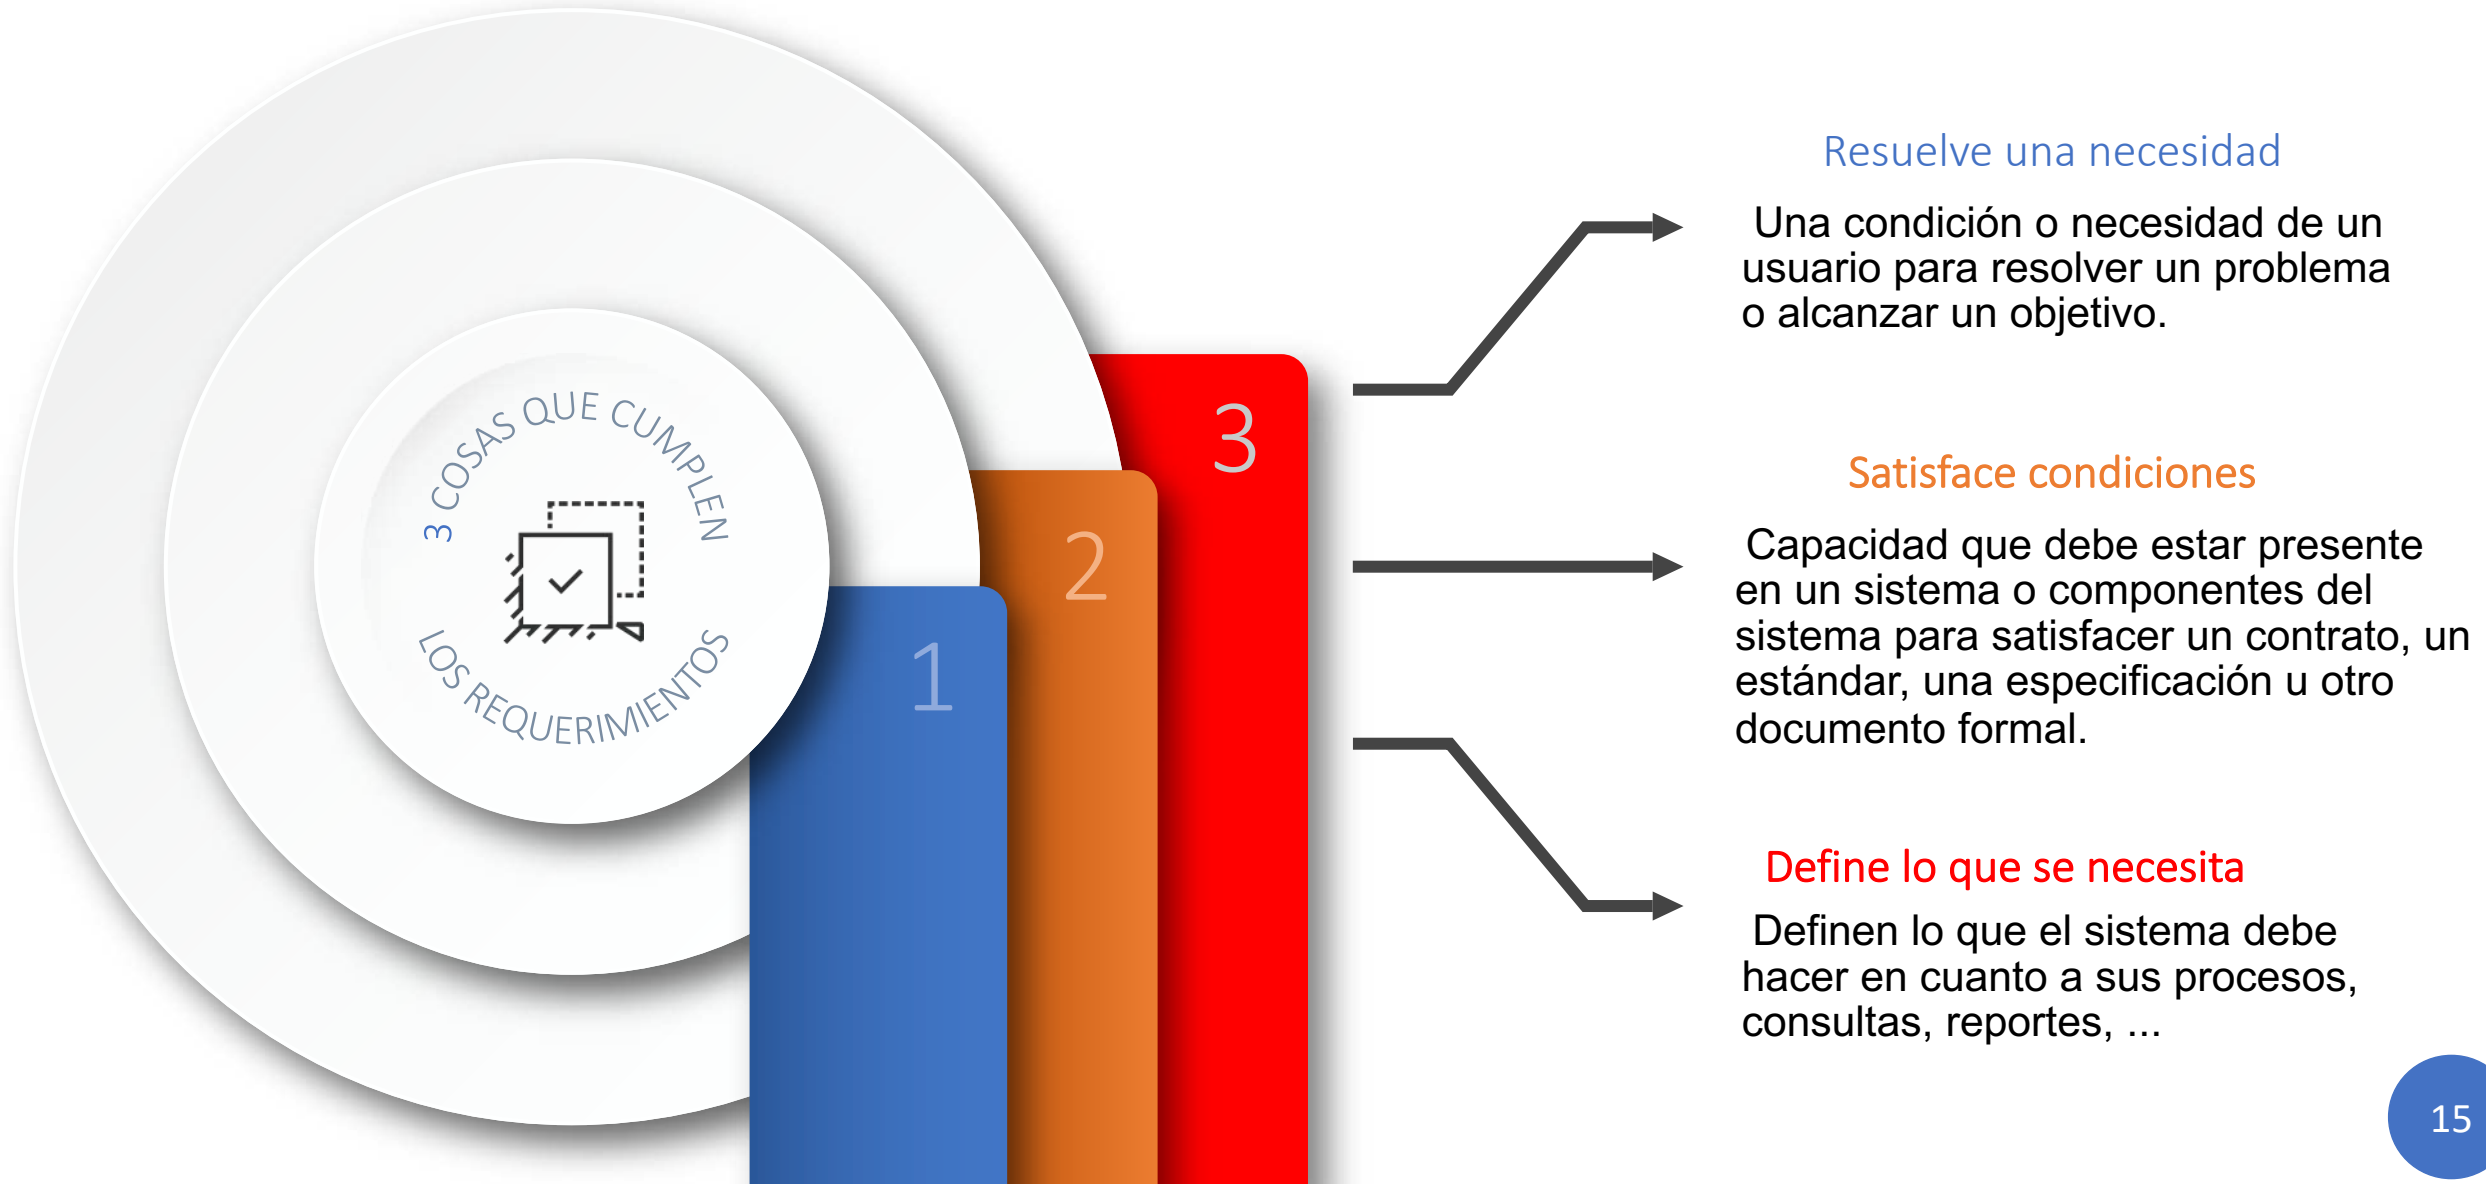 3 COSAS QUE CUMPLEN
LOS REQUERIMIENTOS
1
2
3
Resuelve una necesidad
Una condición o necesidad de un
usuario para resolver un problema
o alcanzar un objetivo.
Satisface condiciones
Capacidad que debe estar presente
en un sistema o componentes del
sistema para satisfacer un contrato, un
estándar, una especificación u otro
documento formal.
Define lo que se necesita
Definen lo que el sistema debe
hacer en cuanto a sus procesos,
consultas, reportes, ...
15